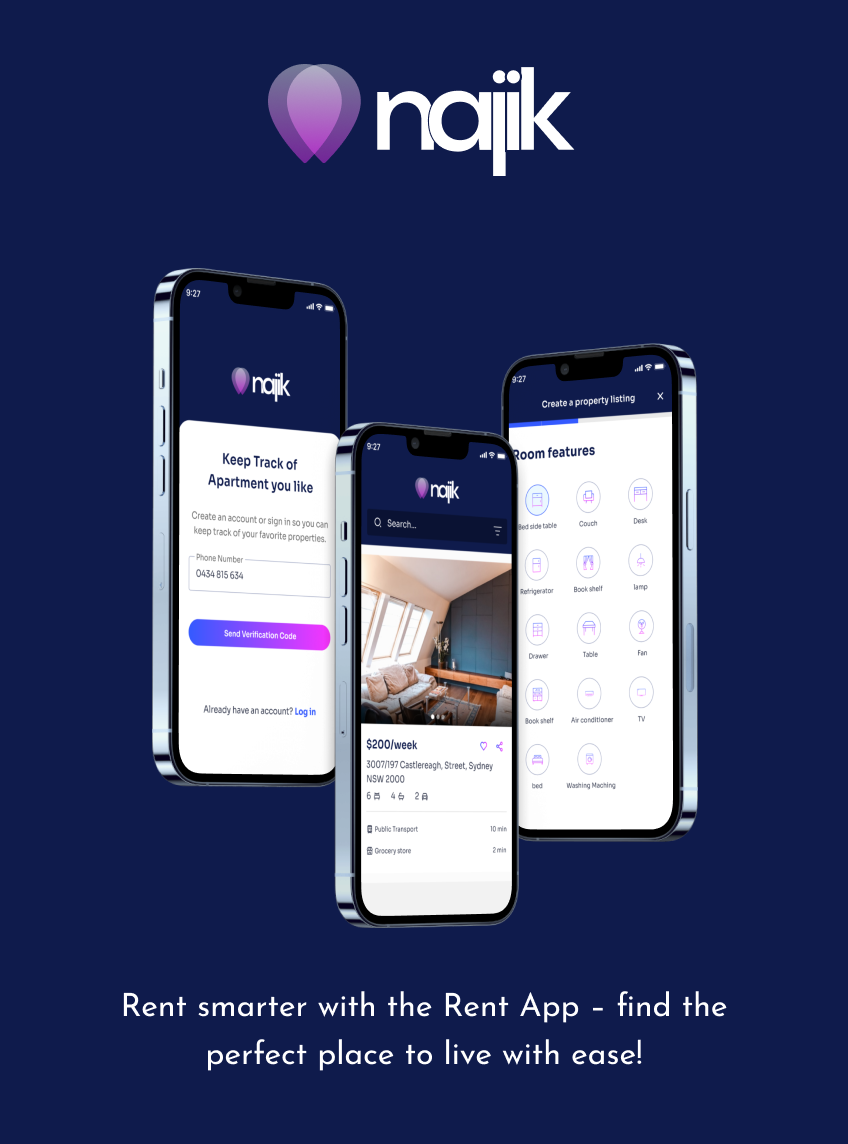 najik
9:27
najik
Keep Track of
Apartment you like
Create an account or sign in so you can
keep track of your favorite properties.
Phone Number
0434 815 634
Send Verification Code
Already have an account? Log in
9:27
najik
Search...
$200/week
3007/197 Castlereagh, Street, Sydney
NSW 2000
6 4 2
Public Transport 10 min
Grocery store 2 min
9:27
Create a property listing X
Room features
Bed side table Couch Desk
Refrigerator Book shelf lamp
Drawer Table Fan
Book shelf Air conditioner TV
bed Washing Maching
Rent smarter with the Rent App – find the
perfect place to live with ease!